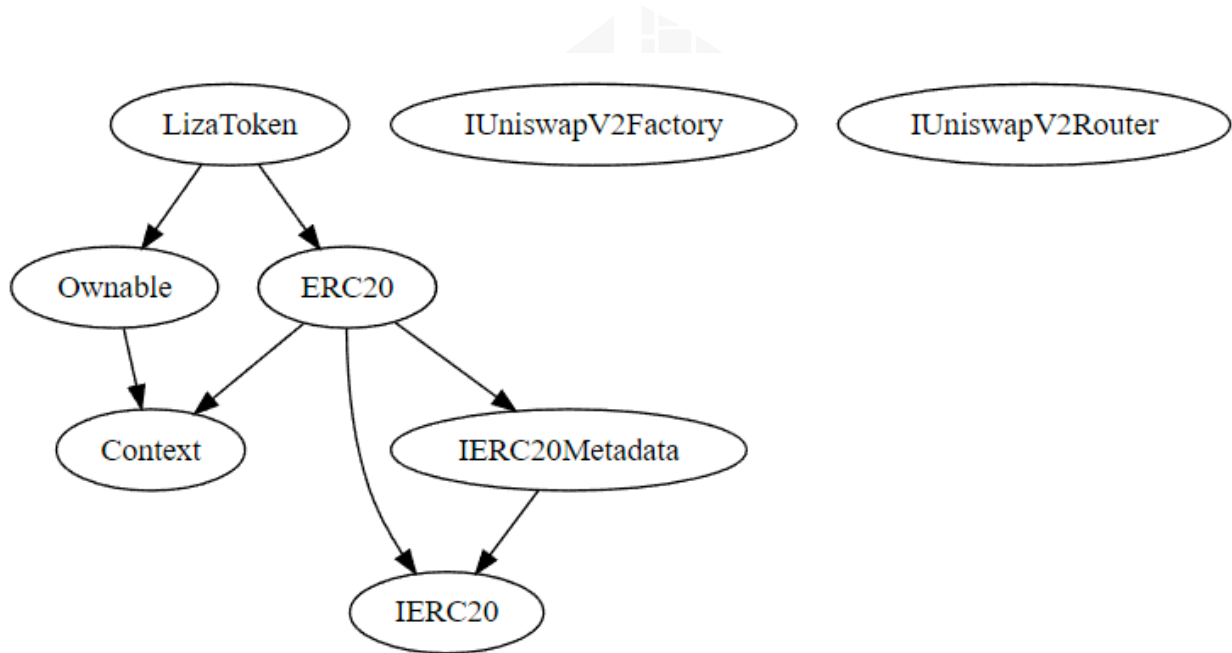 LizaToken
IUniswapV2Factory
IUniswapV2Router
Ownable
ERC20
Context
IERC20Metadata
IERC20